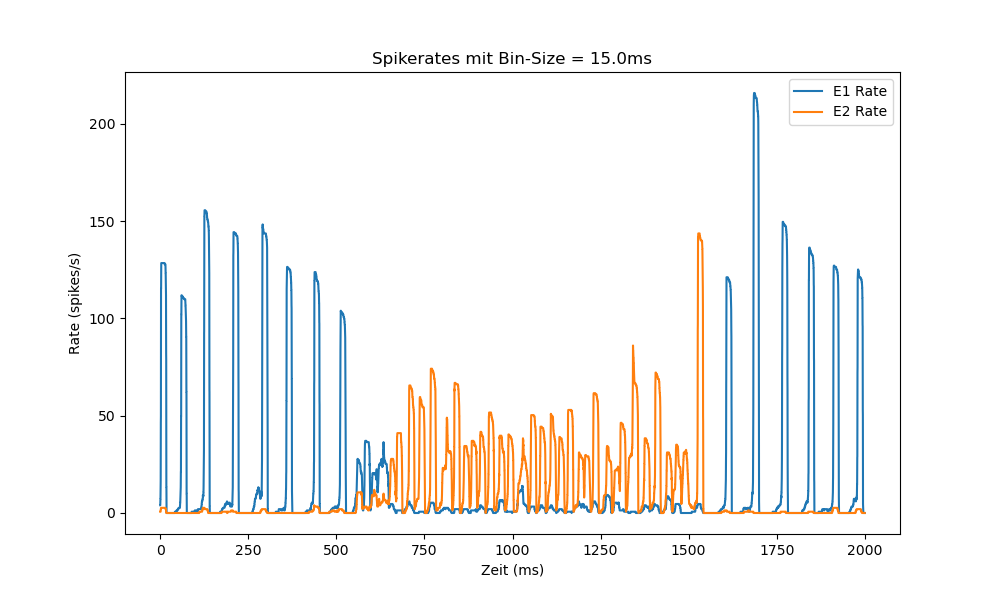 Spikerates mit Bin-Size = 15.0ms
E1 Rate
E2 Rate
200
150
100
50
0
Rate (spikes/s)
0 250 500 750 1000 1250 1500 1750 2000
Zeit (ms)